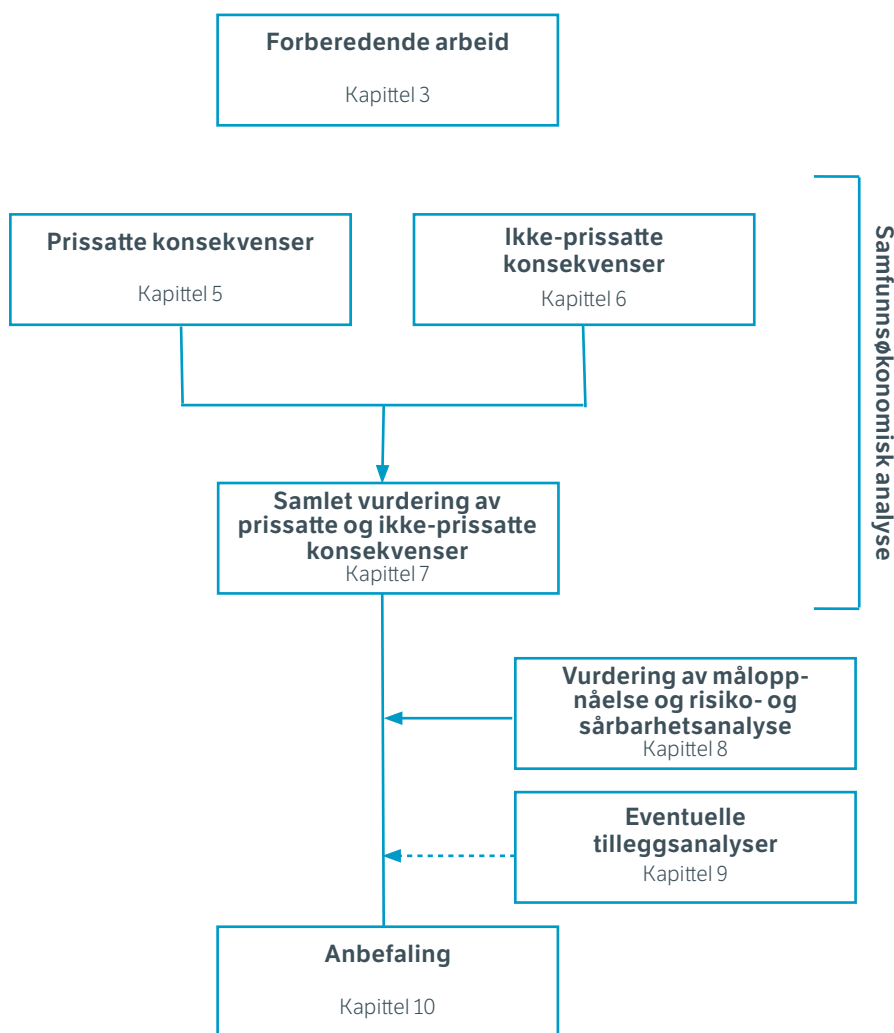 Forberedende arbeid
Kapittel 3
Prissatte konsekvenser
Kapittel 5
Ikke-prissatte
konsekvenser
Kapittel 6
Samfunnsøkonomisk analyse
Samlet vurdering av
prissatte og ikke-prissatte
konsekvenser
Kapittel 7
Vurdering av målopp-
nåelse og risiko- og
sårbarhetsanalyse
Kapittel 8
Eventuelle
tilleggsanalyser
Kapittel 9
Anbefaling
Kapittel 10